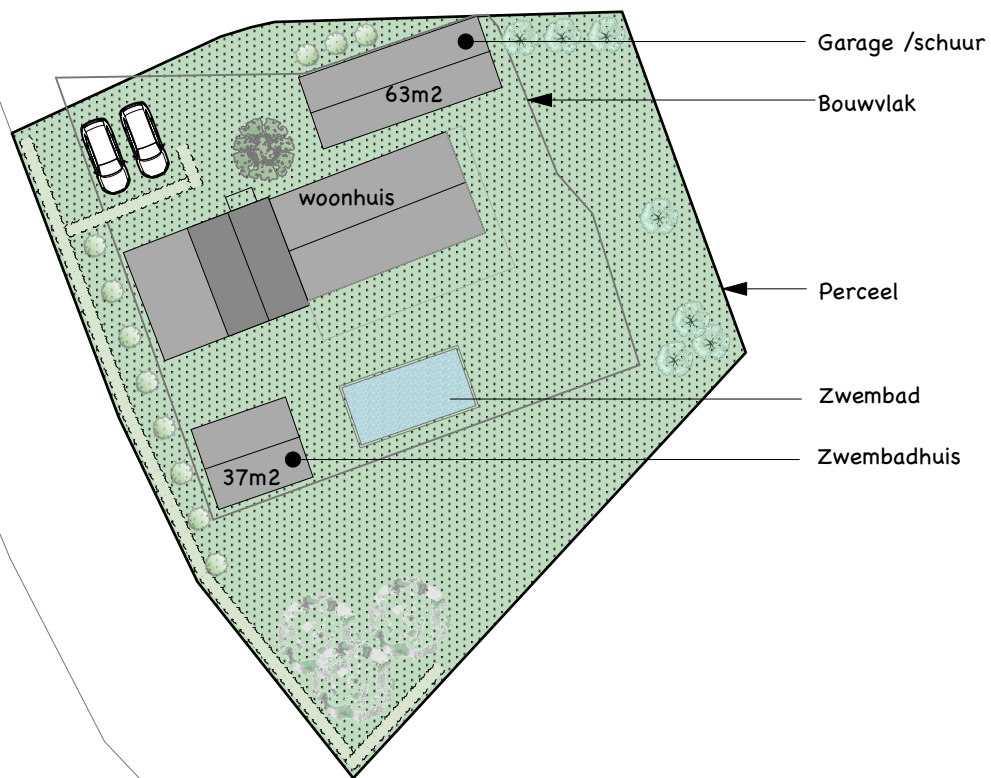 Garage /schuur
63m2
Bouwvlak
woonhuis
Perceel
Zwembad
Zwembadhuis
37m2